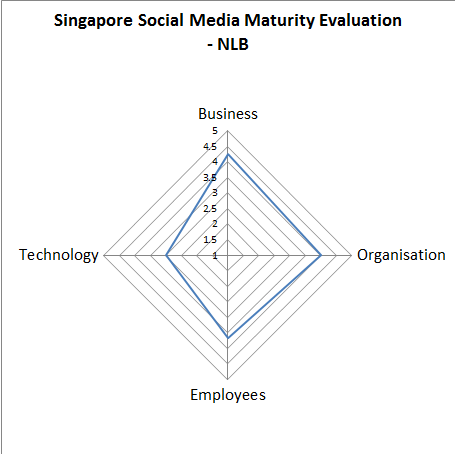 Singapore Social Media Maturity Evaluation
- NLB
Business
5
4.5
4
3.5
3
2.5
2
1.5
1
Technology
Organisation
Employees